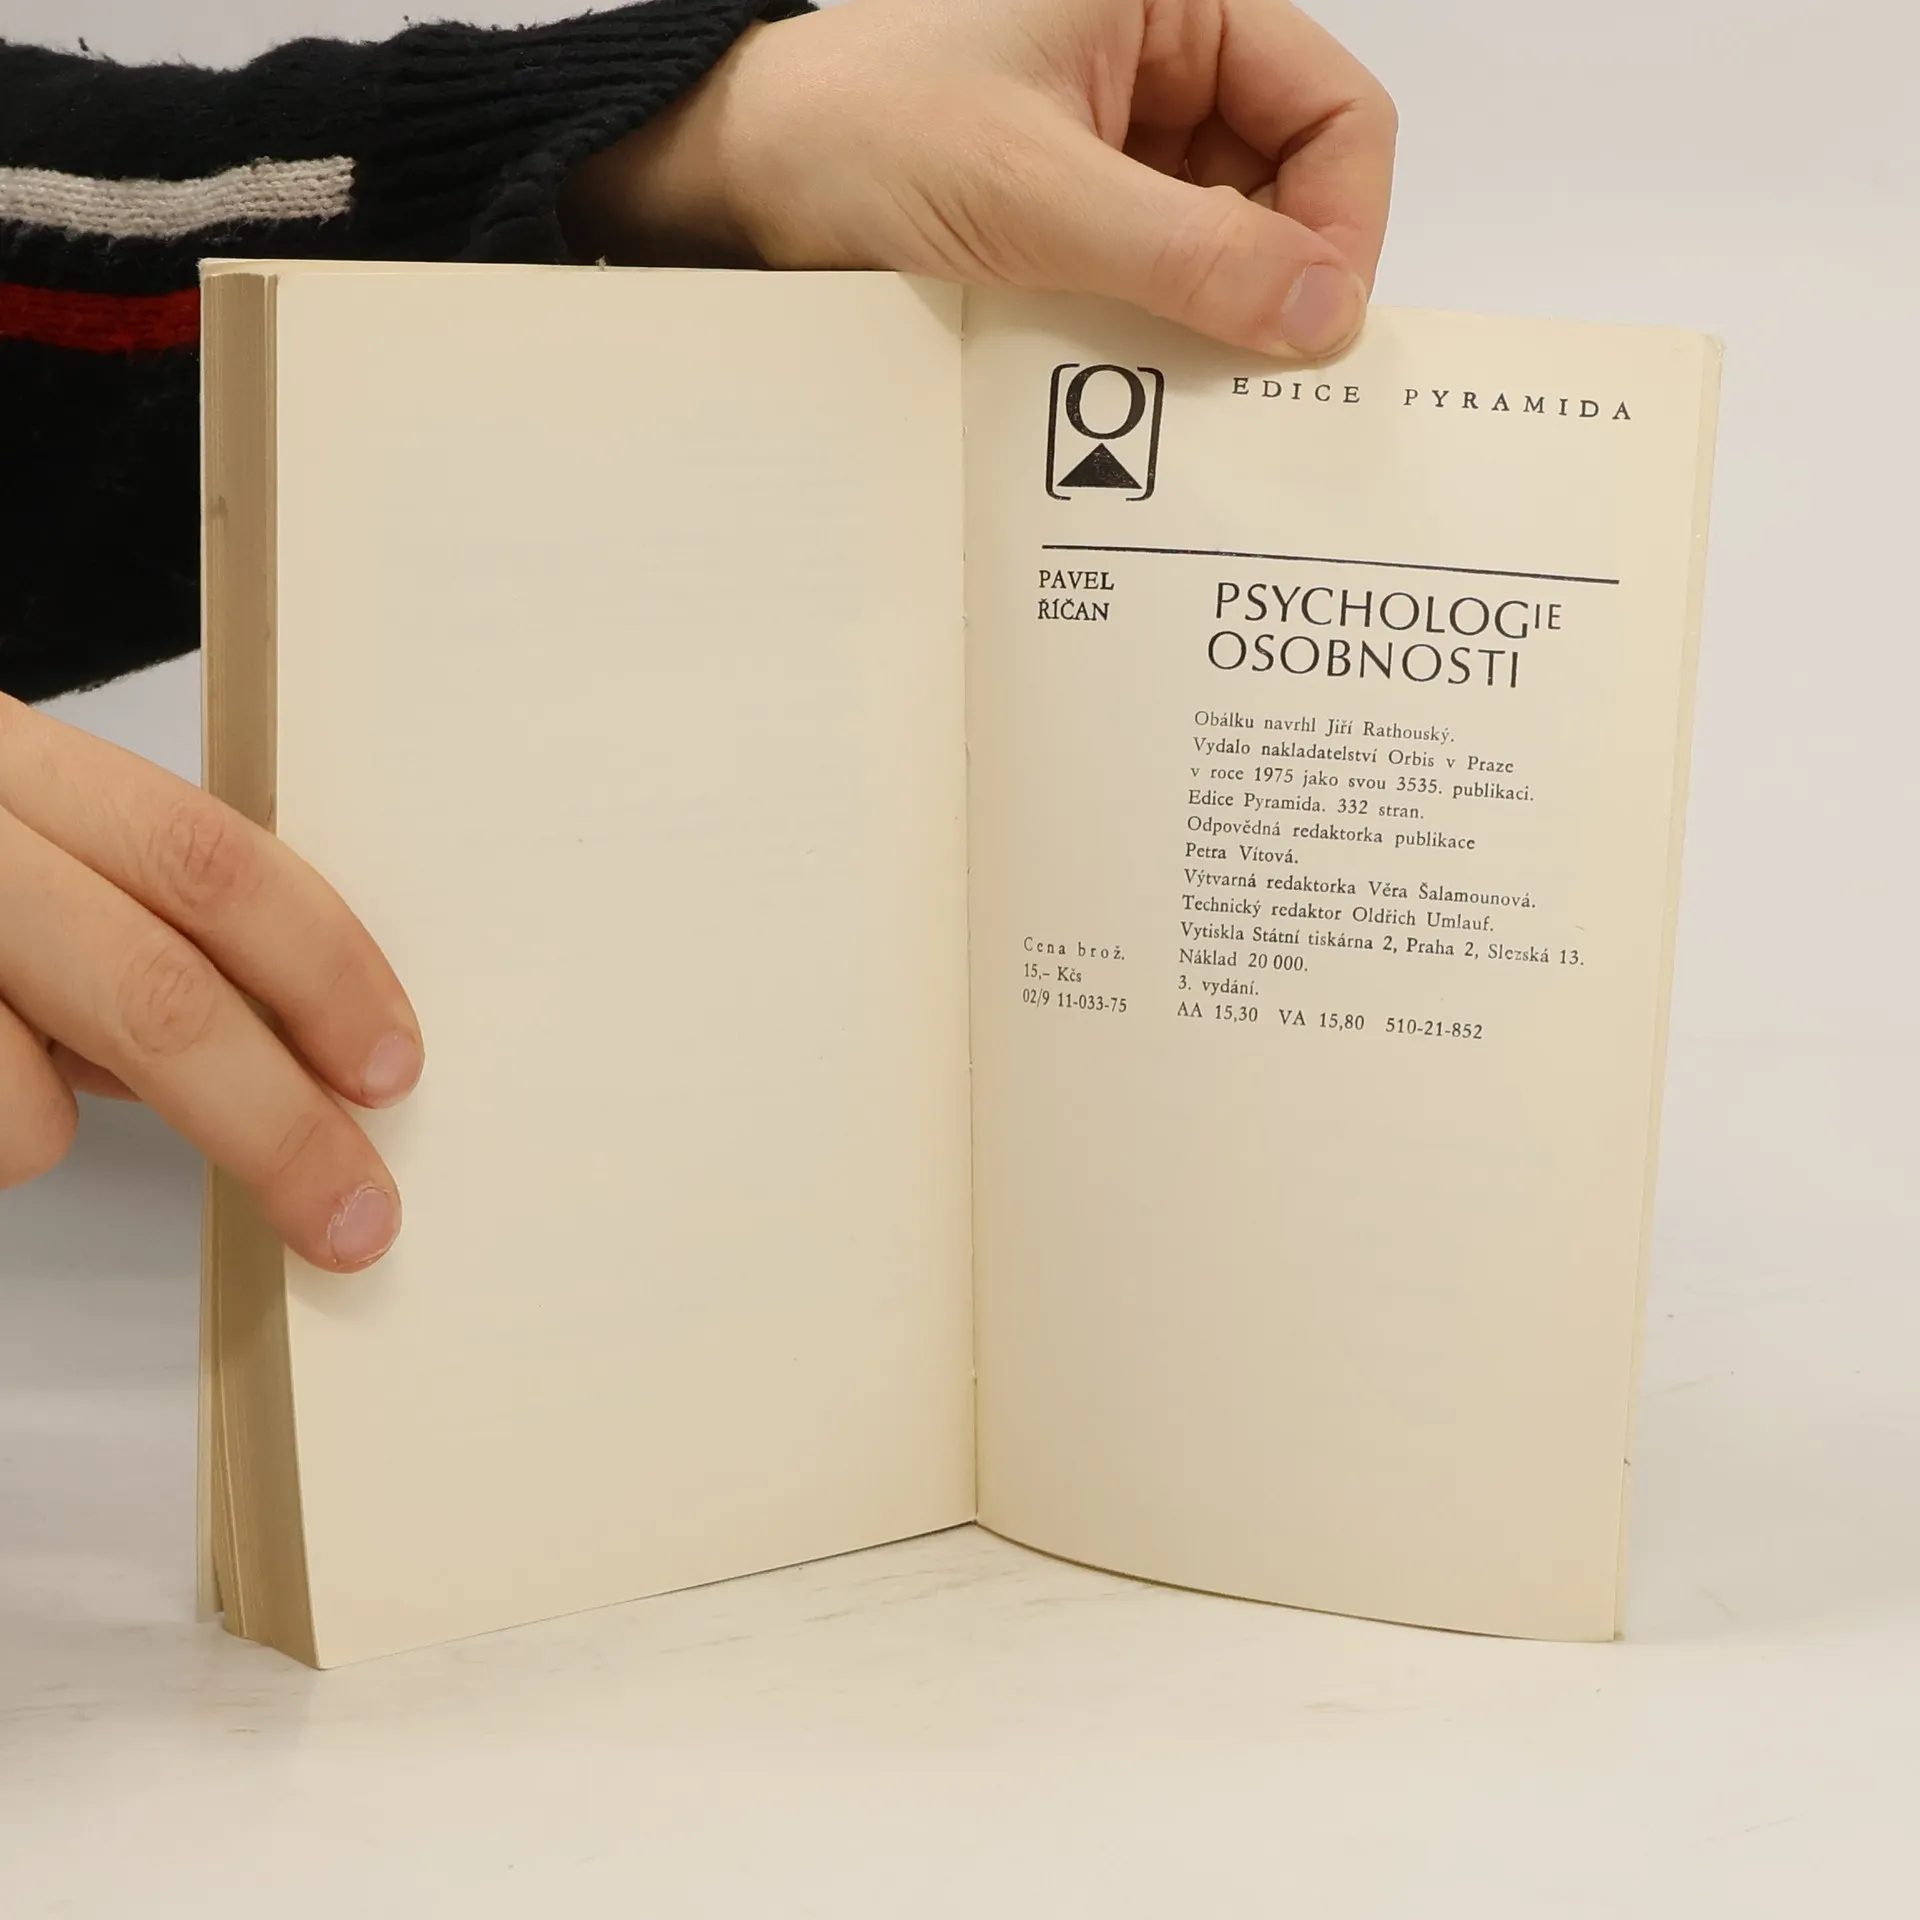 O
EDICE PYRAMIDA
PAVEL
ŘÍČAN
PSYCHOLOGIE
OSOBNOSTI
Obálku navrhl Jiří Rathouský.
Vydalo nakladatelství Orbis v Praze
v roce 1975 jako svou 3535. publikaci.
Edice Pyramida. 332 stran.
Odpovědná redaktorka publikace
Petra Vítová.
Výtvarná redaktorka Věra Šalamounová.
Technický redaktor Oldřich Umlauf.
Vytiskla Státní tiskárna 2, Praha 2, Slezská 13.
Náklad 20 000.
3. vydání.
AA 15,30 VA 15,80 510-21-852
Cena brož.
15,– Kčs
02/9 11-033-75